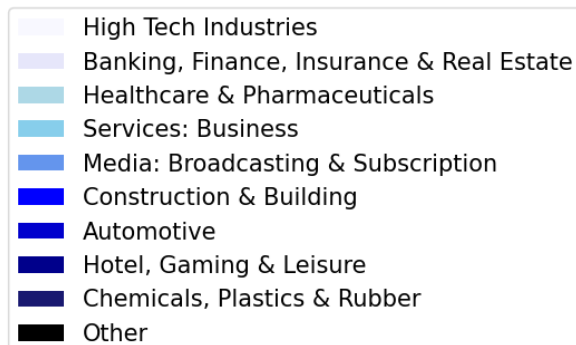 High Tech Industries
Banking, Finance, Insurance & Real Estate
Healthcare & Pharmaceuticals
Services: Business
Media: Broadcasting & Subscription
Construction & Building
Automotive
Hotel, Gaming & Leisure
Chemicals, Plastics & Rubber
Other